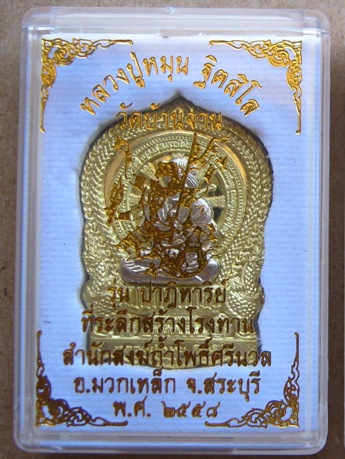 หลวงปู่หมุน ฐิตสีโล
วัดบ้านจาน
รุ่น ปาฏิหาริย์
ที่ระลึกสร้างโรงทาน
สำนักสงฆ์ถ้ำโพธิ์ศรีนวล
อ.มวกเหล็ก จ.สระบุรี
พ.ศ. ๒๕๕๘